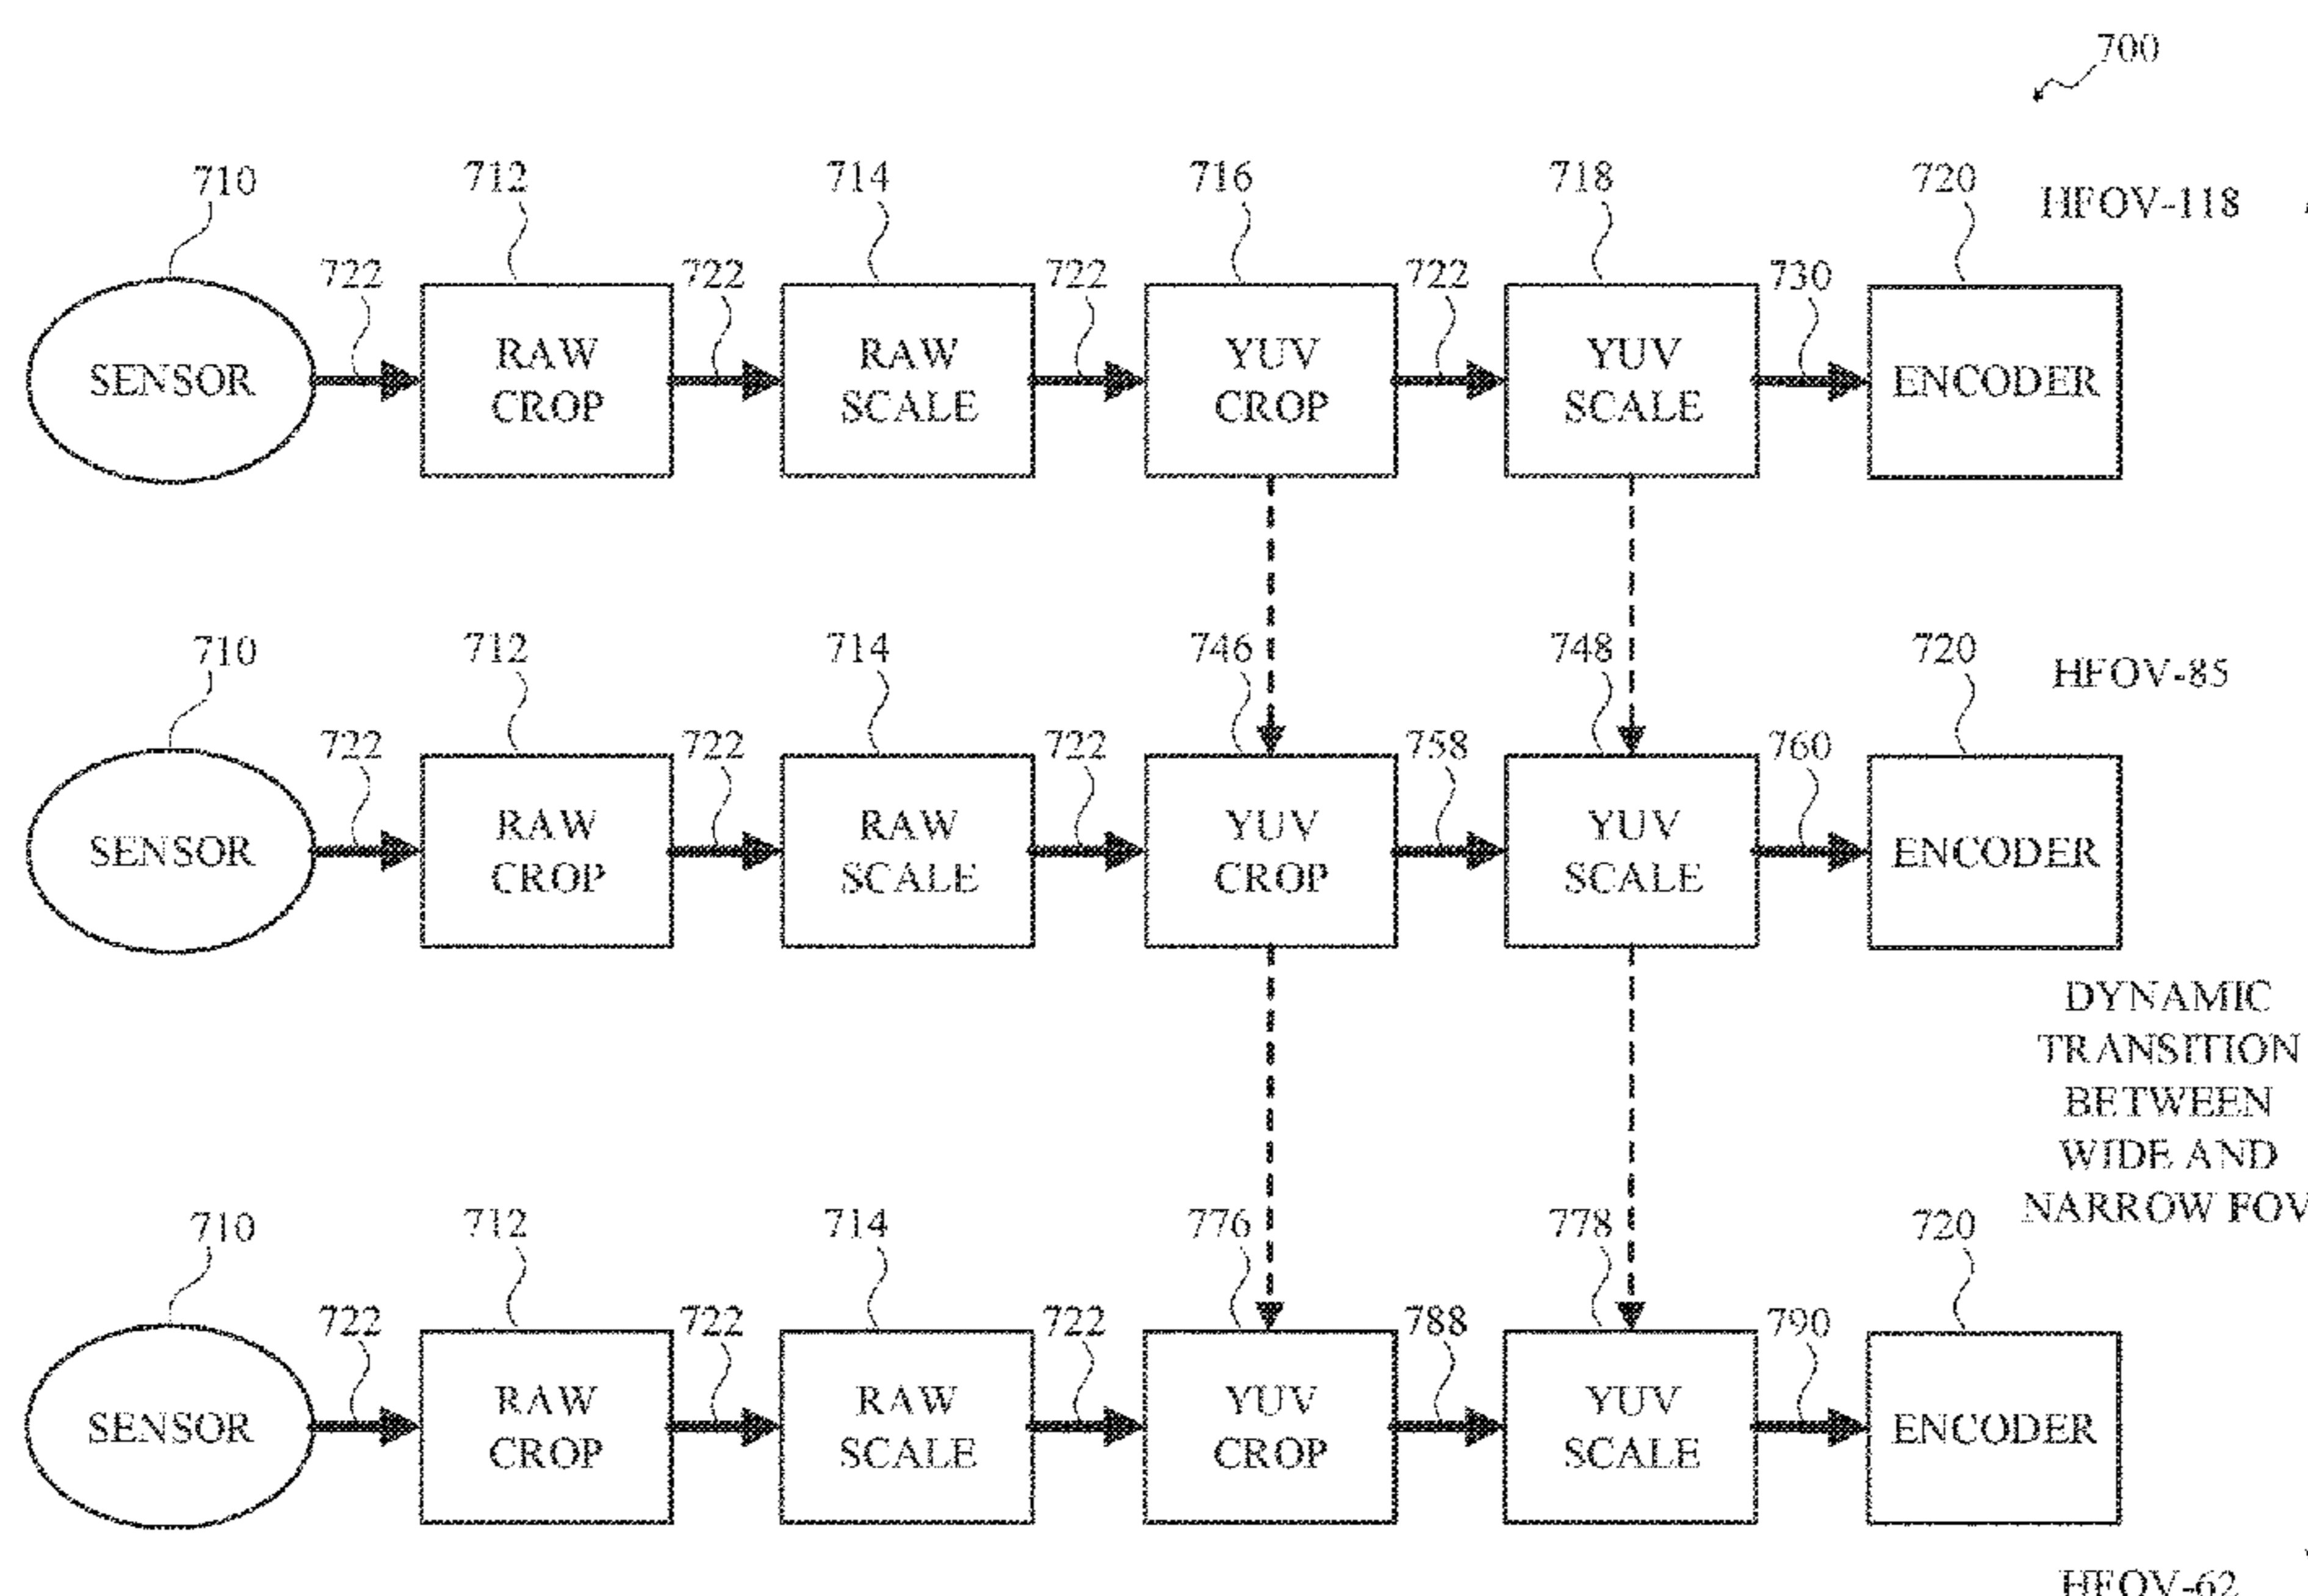 700
710 712 714 716 718 720 HFOV-118
722 722 722 722 730
SENSOR RAW CROP RAW SCALE YUV CROP YUV SCALE ENCODER
710 712 714 746 748 720 HFOV-85
722 722 722 758 760
SENSOR RAW CROP RAW SCALE YUV CROP YUV SCALE ENCODER
DYNAMIC
TRANSITION
BETWEEN
WIDE AND
NARROW FOV
710 712 714 776 778 720
722 722 722 788 790
SENSOR RAW CROP RAW SCALE YUV CROP YUV SCALE ENCODER
HFOV-62